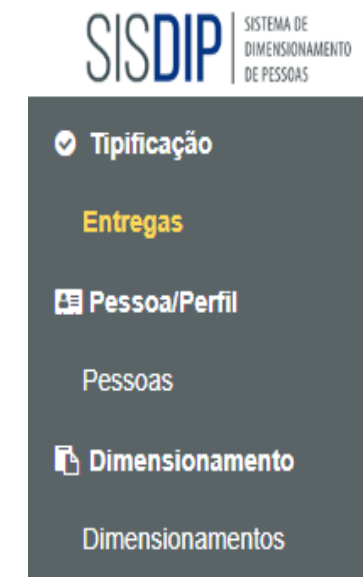 SISDIP
SISTEMA DE
DIMENSIONAMENTO
DE PESSOAS
Tipificação
Entregas
Pessoa/Perfil
Pessoas
Dimensionamento
Dimensionamentos